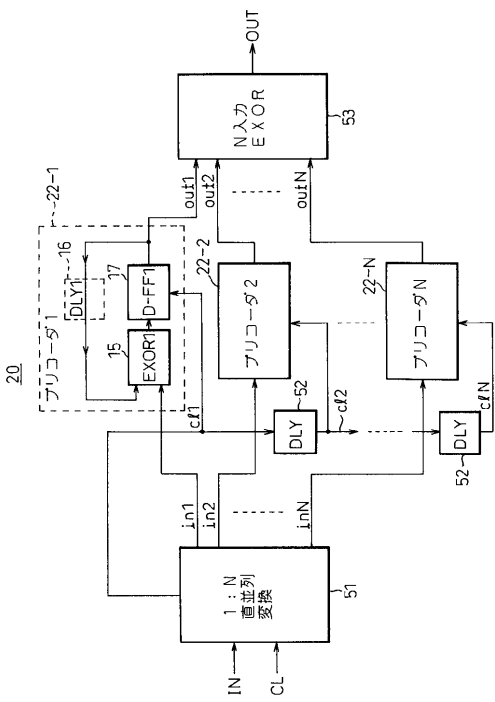 20
プリコーダ1
22-1
DLY1
16
EXOR1
15
D-FF1
17
IN
CL
1:N
直並列
変換
51
in1
in2
inN
cℓ1
DLY
52
cℓ2
DLY
52
cℓN
プリコーダ2
22-2
プリコーダN
22-N
out1
out2
outN
N入力
EXOR
53
OUT